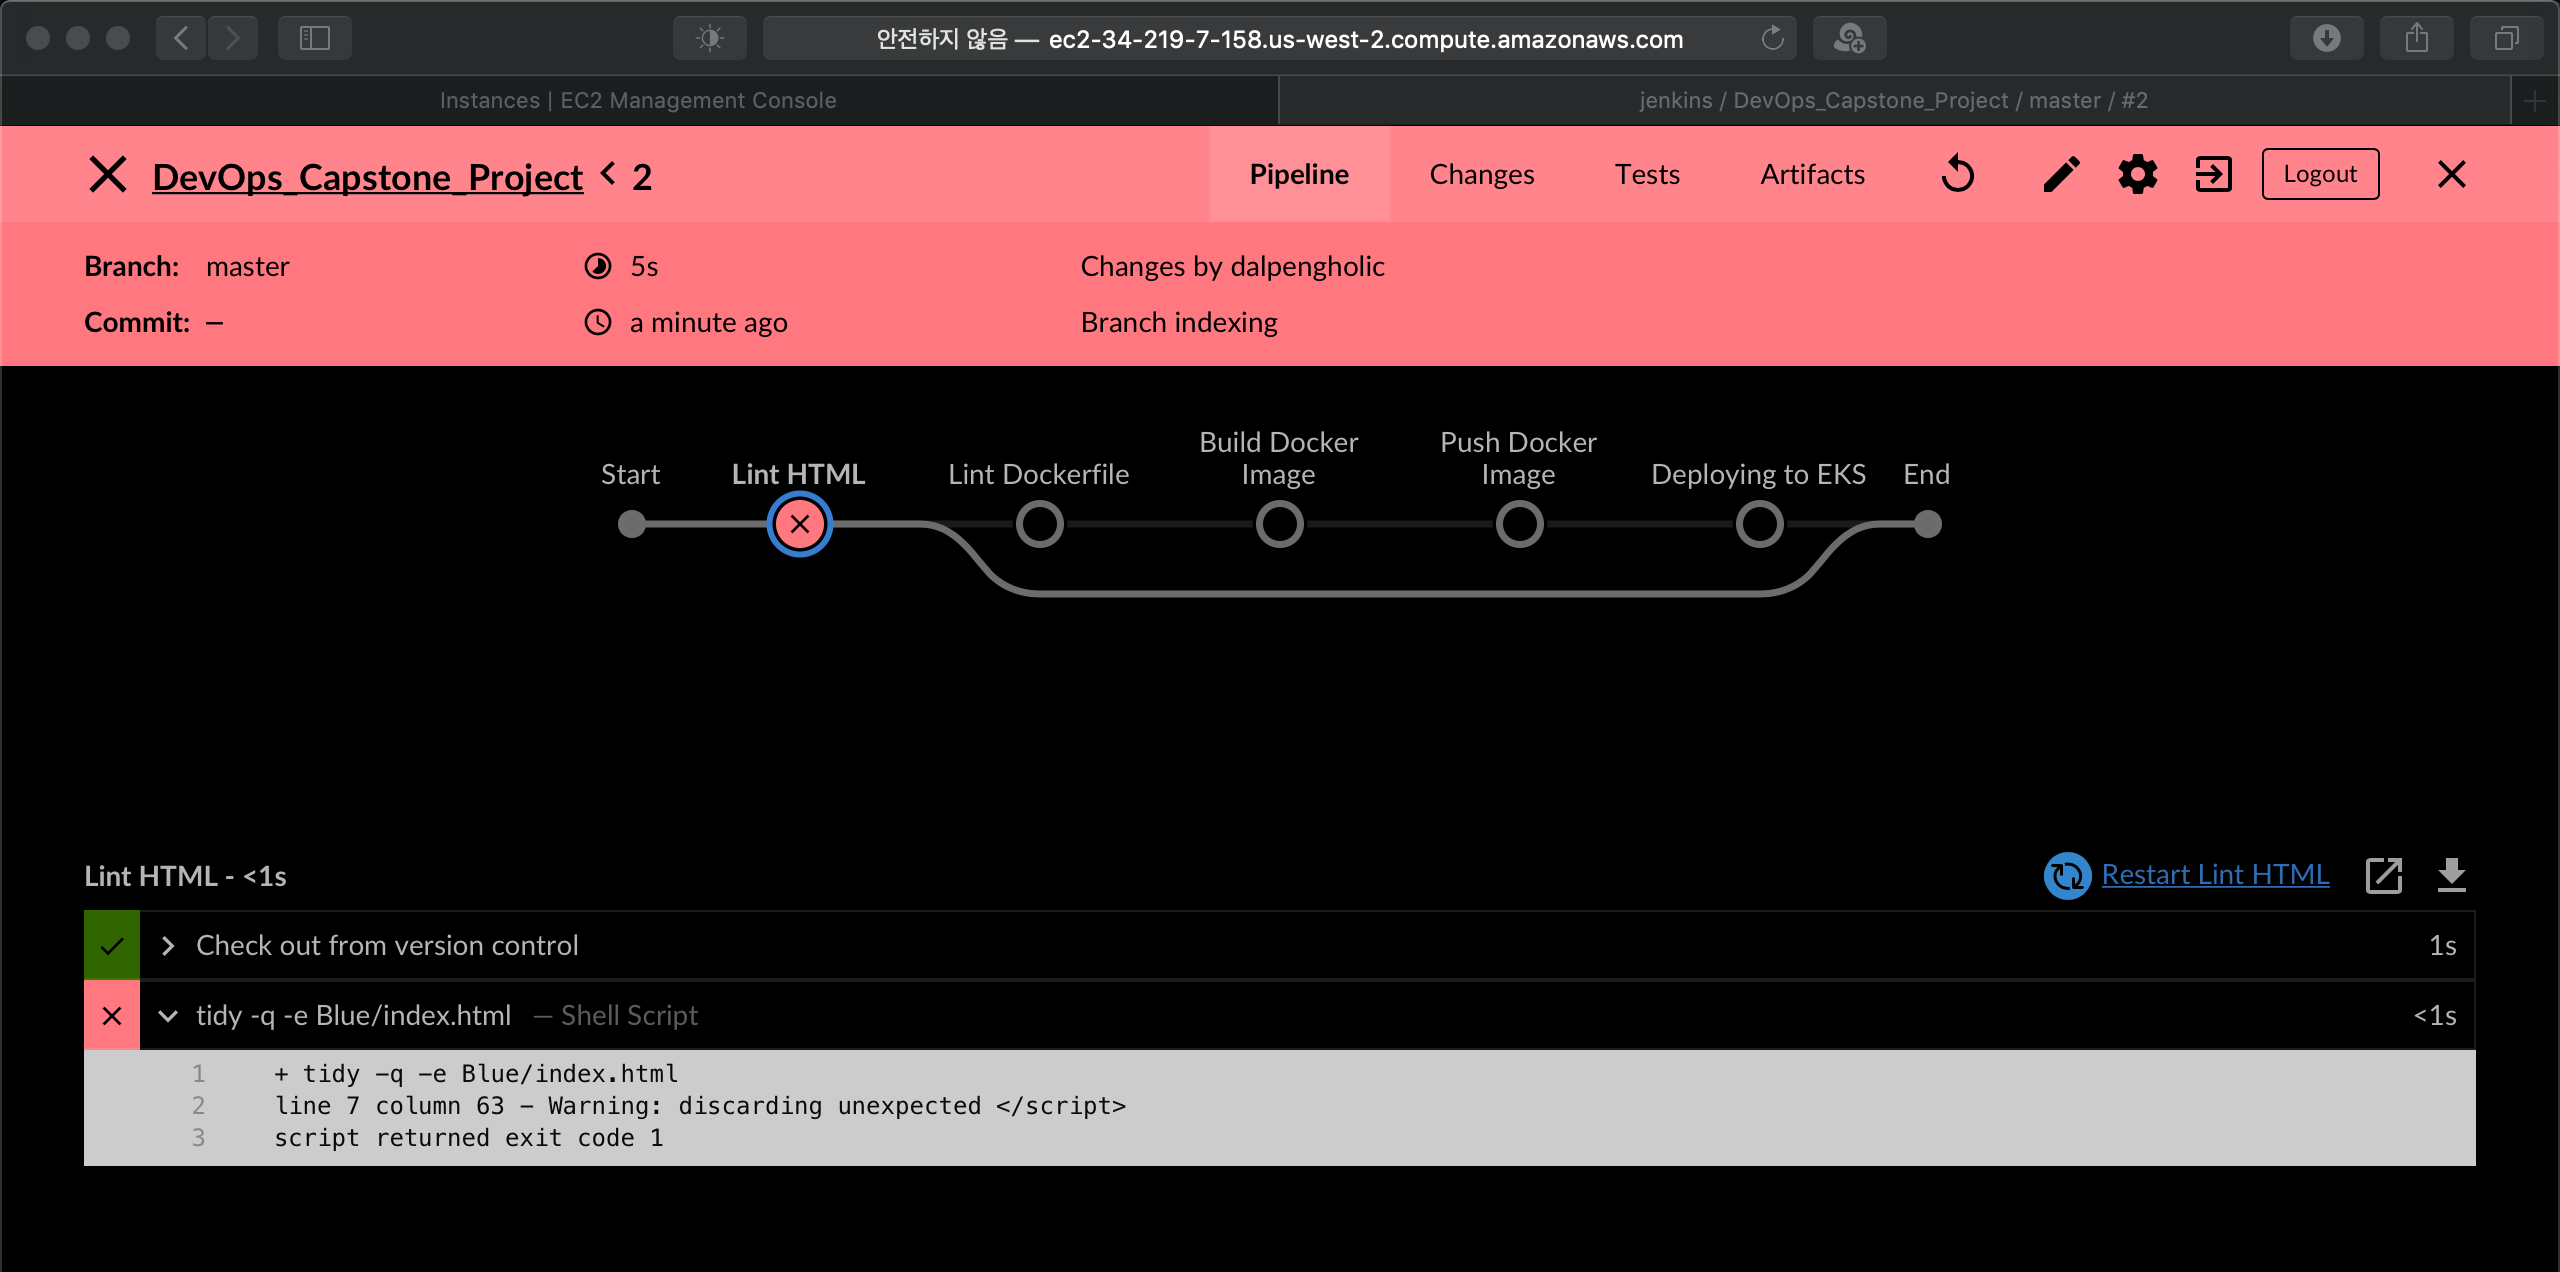 안전하지 않음 — ec2-34-219-7-158.us-west-2.compute.amazonaws.com
Instances | EC2 Management Console
jenkins / DevOps_Capstone_Project / master / #2
DevOps_Capstone_Project < 2
Pipeline
Changes
Tests
Artifacts
Logout
Branch: master
5s
Changes by dalpengholic
Commit: —
a minute ago
Branch indexing
Start
Lint HTML
Lint Dockerfile
Build Docker
Image
Push Docker
Image
Deploying to EKS
End
Lint HTML - <1s
Restart Lint HTML
Check out from version control
1s
tidy -q -e Blue/index.html — Shell Script
<1s
1 + tidy -q -e Blue/index.html
2 line 7 column 63 - Warning: discarding unexpected </script>
3 script returned exit code 1